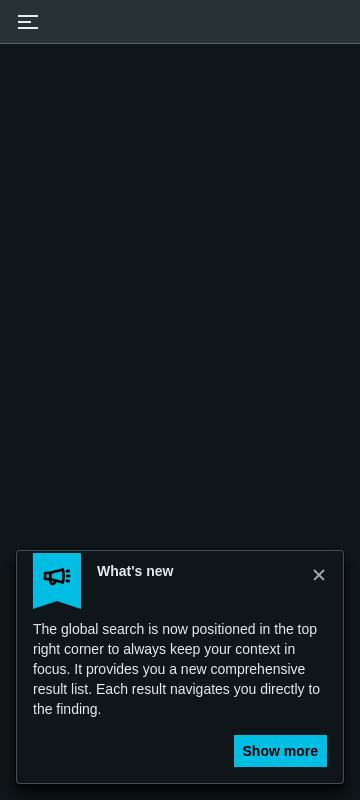 What's new
The global search is now positioned in the top
right corner to always keep your context in
focus. It provides you a new comprehensive
result list. Each result navigates you directly to
the finding.
Show more